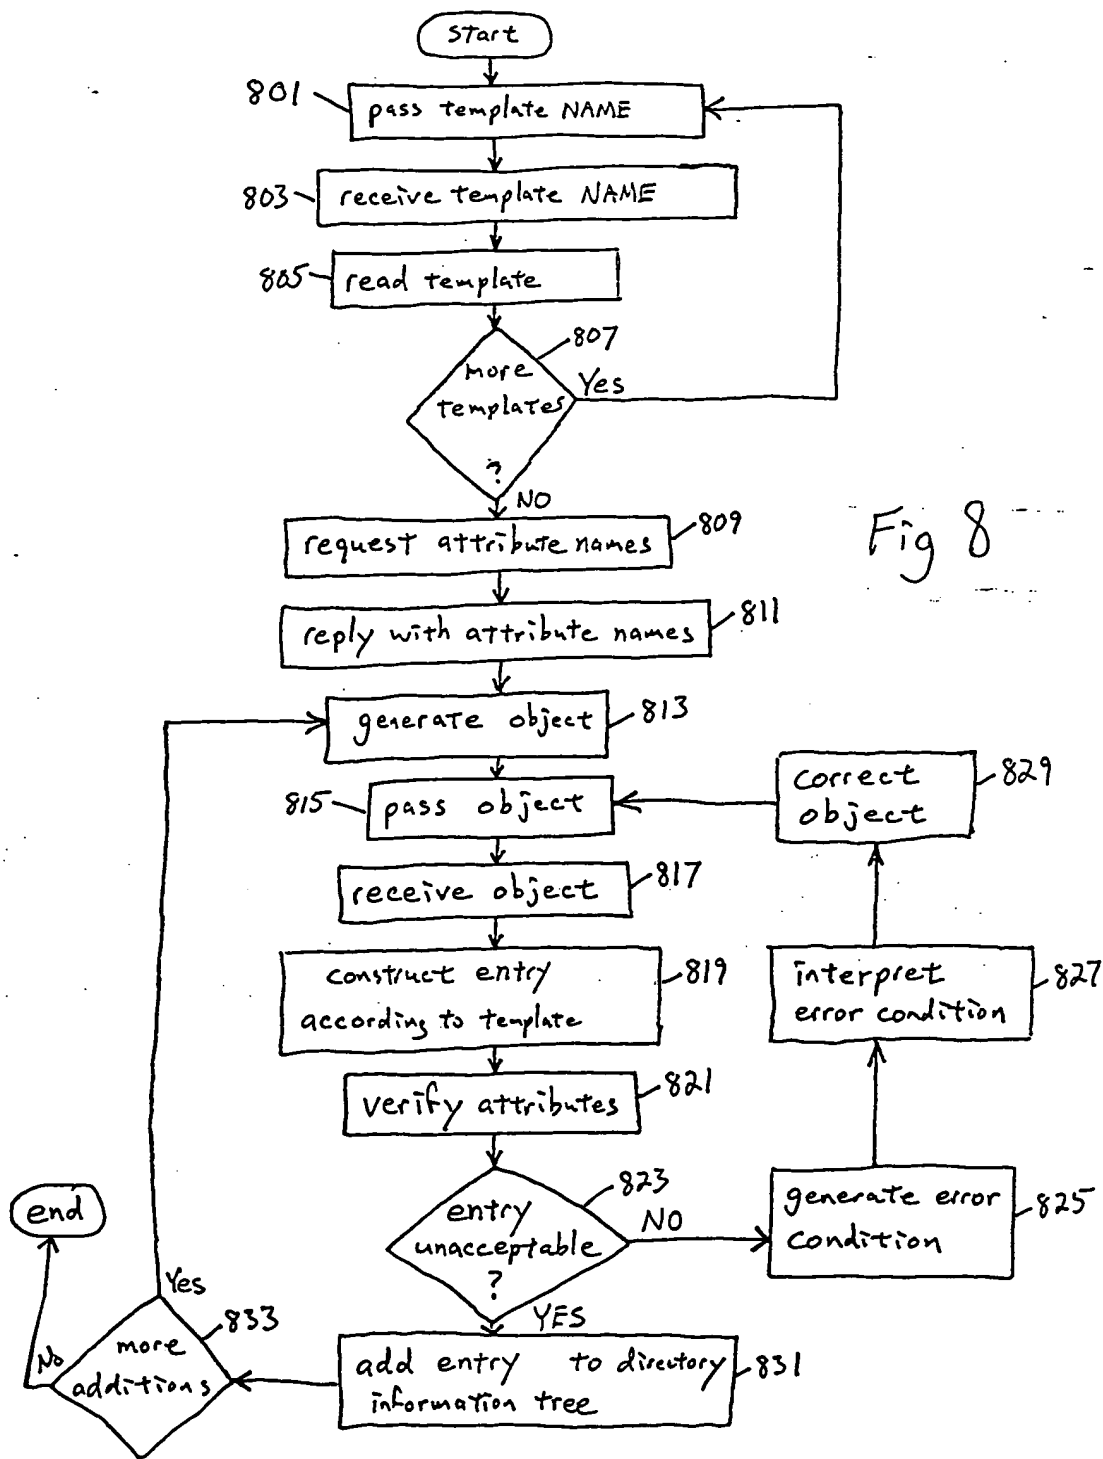 start
801
pass template NAME
803
receive template NAME
805
read template
807
more
templates
?
Yes
NO
request attribute names
809
reply with attribute names
811
generate object
813
815
pass object
receive object
817
construct entry
according to template
819
verify attributes
821
entry
unacceptable
?
823
NO
YES
generate error
condition
825
interpret
error condition
827
correct
object
829
add entry to directory
information tree
831
more
additions
833
Yes
No
end
Fig 8